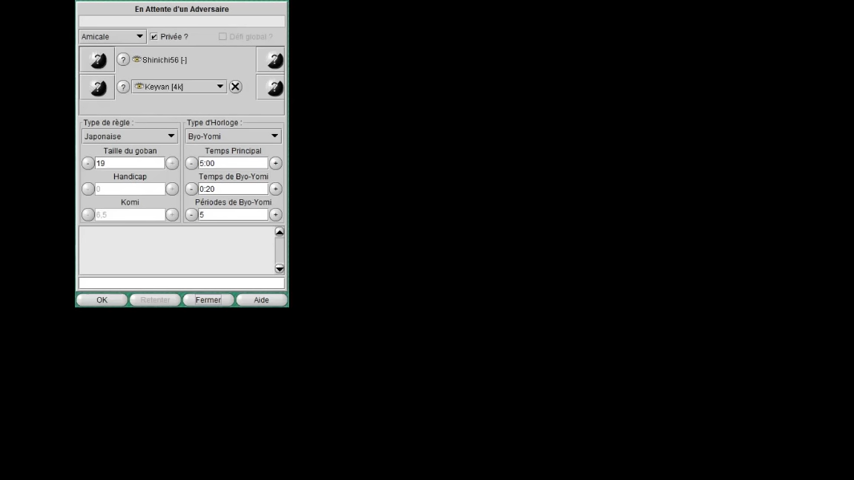 En Attente d'un Adversaire
Amicale Privée ? Défi global ?
? Shinichi56 [-]
? Keyvan [4k]
Type de règle : Type d'Horloge :
Japonaise Byo-Yomi
Taille du goban Temps Principal
- 19 + - 5:00 +
Handicap Temps de Byo-Yomi
- 0 + - 0:20 +
Komi Périodes de Byo-Yomi
- 6.5 + - 5 +
OK Retenter Fermer Aide